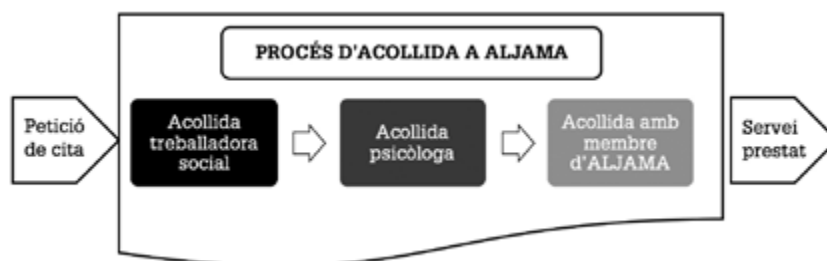 PROCÉS D'ACOLLIDA A ALJAMA
Petició
de cita
Acollida
treballadora
social
Acollida
psicòloga
Acollida amb
membre
d'ALJAMA
Servei
prestat